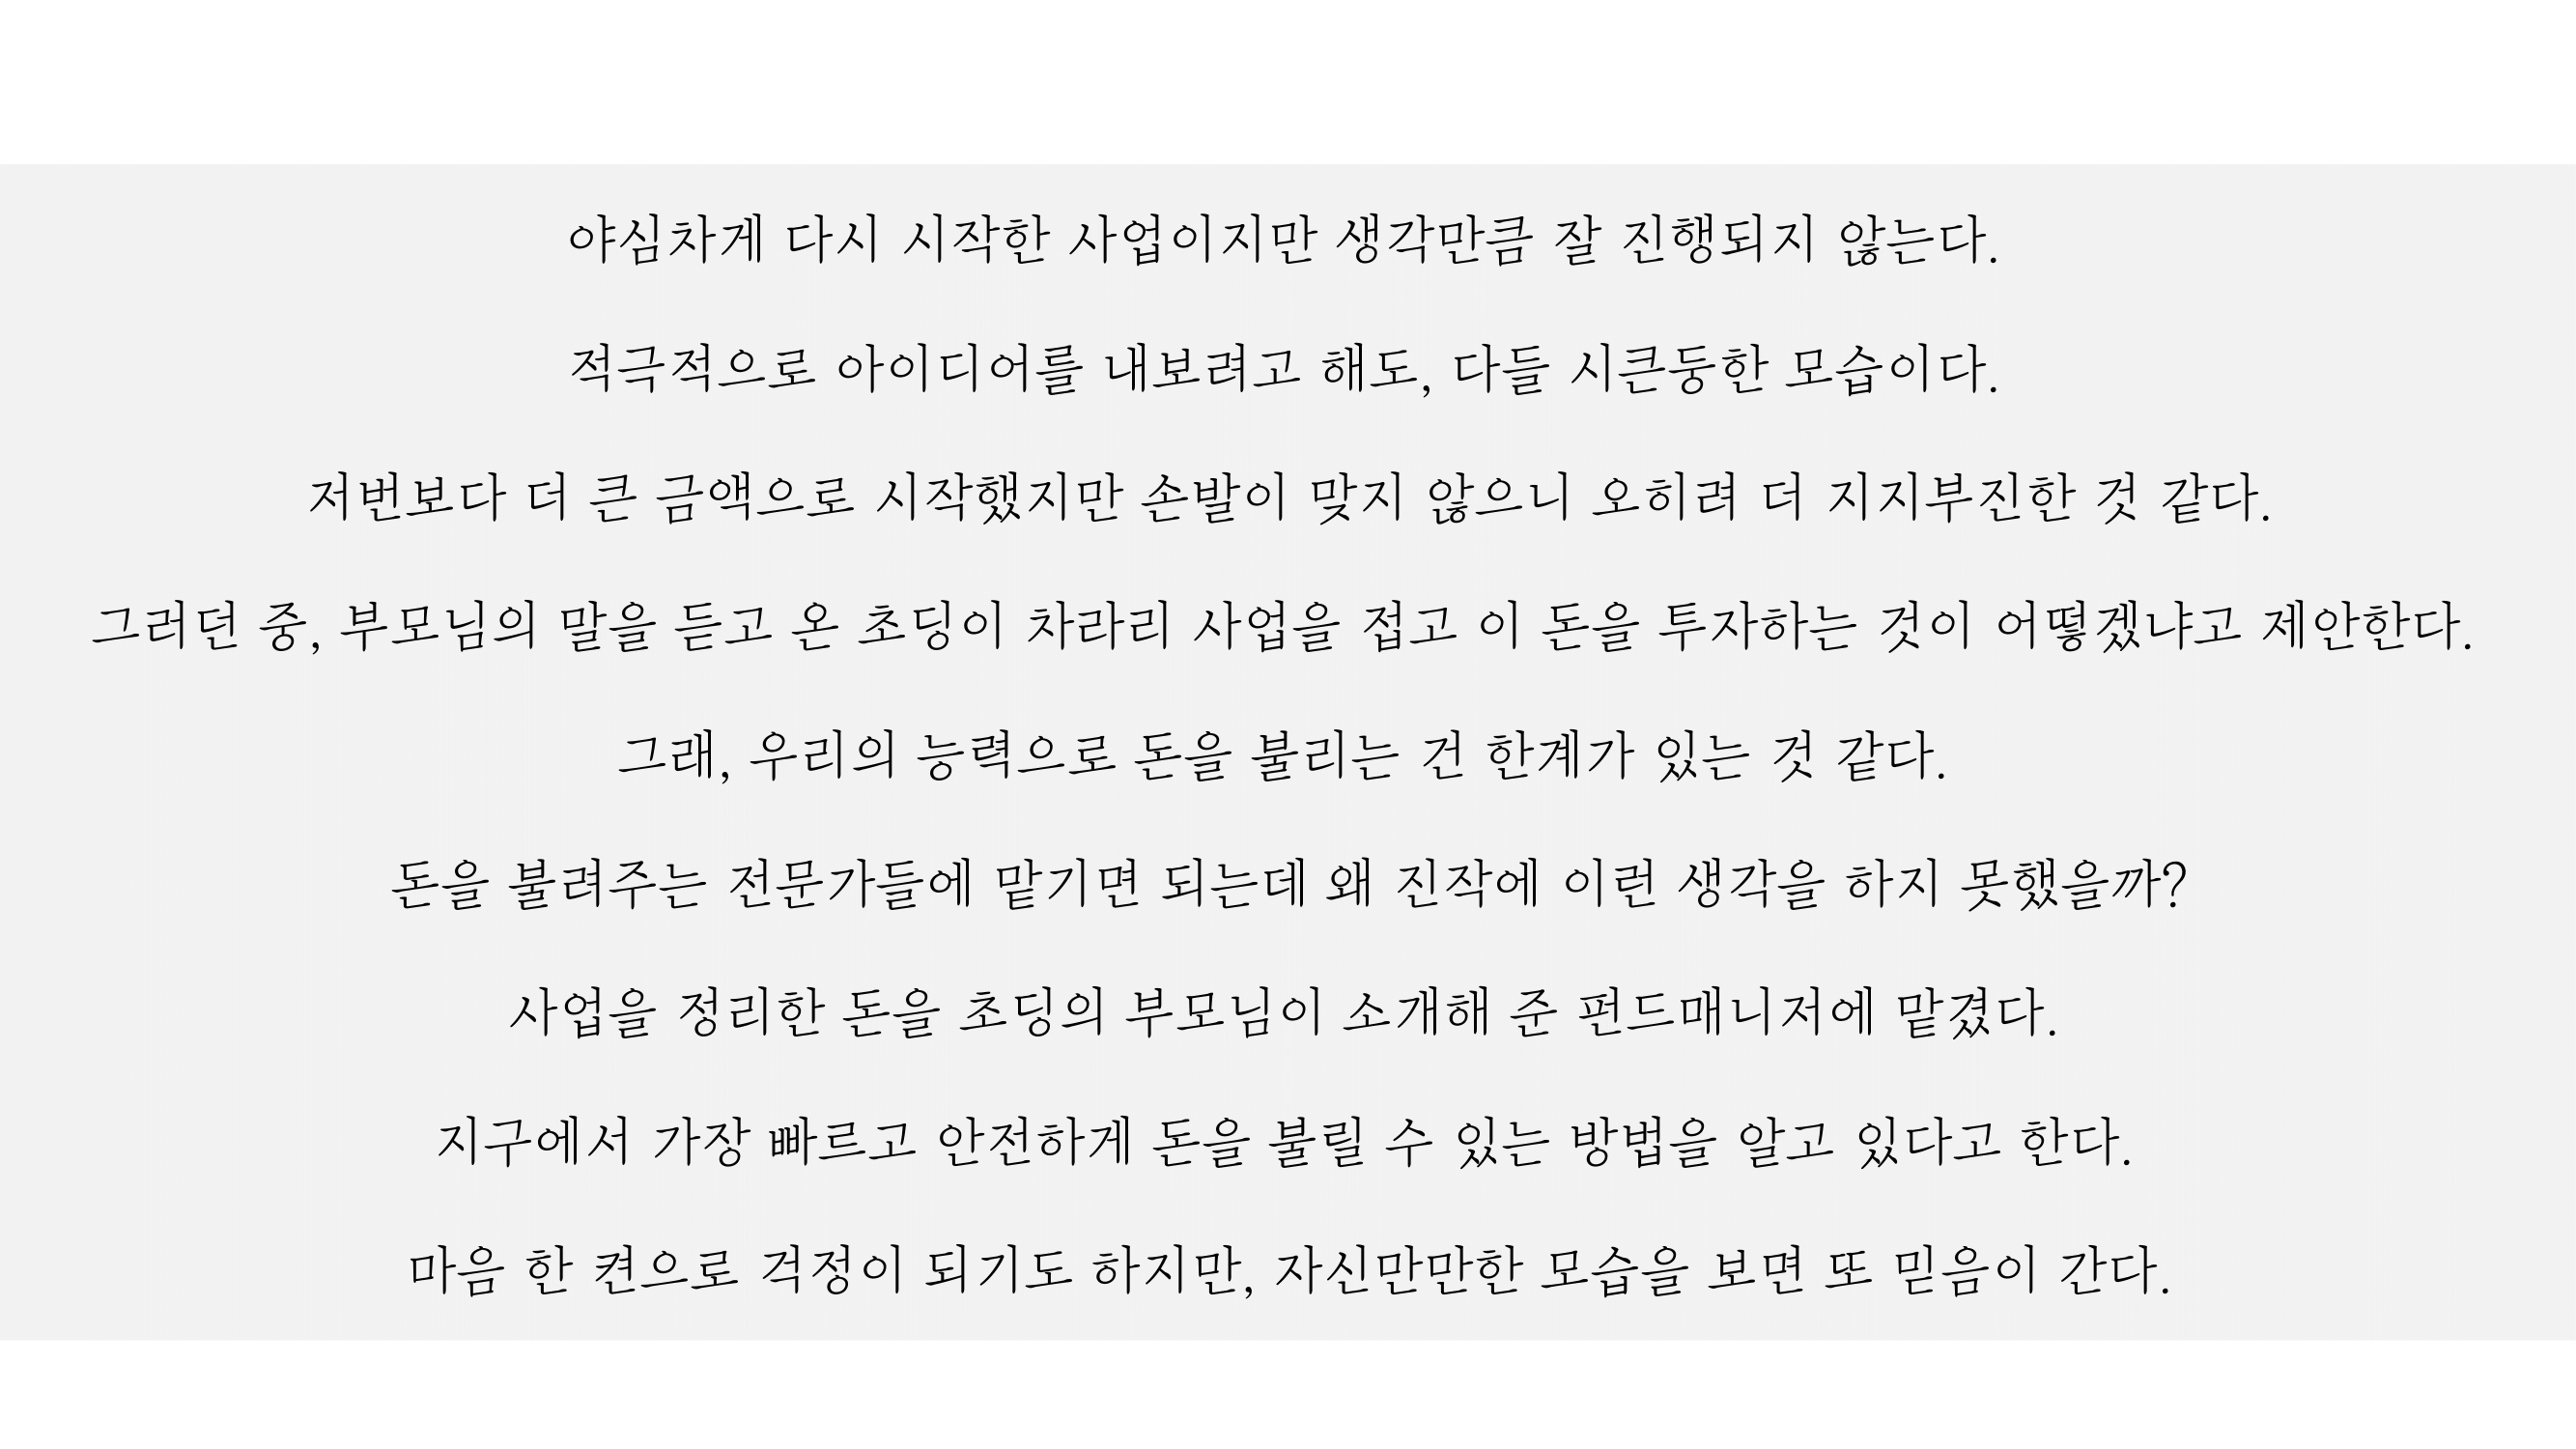 야심차게 다시 시작한 사업이지만 생각만큼 잘 진행되지 않는다.
적극적으로 아이디어를 내보려고 해도, 다들 시큰둥한 모습이다.
저번보다 더 큰 금액으로 시작했지만 손발이 맞지 않으니 오히려 더 지지부진한 것 같다.
그러던 중, 부모님의 말을 듣고 온 초딩이 차라리 사업을 접고 이 돈을 투자하는 것이 어떻겠냐고 제안한다.
그래, 우리의 능력으로 돈을 불리는 건 한계가 있는 것 같다.
돈을 불려주는 전문가들에 맡기면 되는데 왜 진작에 이런 생각을 하지 못했을까?
사업을 정리한 돈을 초딩의 부모님이 소개해 준 펀드매니저에 맡겼다.
지구에서 가장 빠르고 안전하게 돈을 불릴 수 있는 방법을 알고 있다고 한다.
마음 한 켠으로 걱정이 되기도 하지만, 자신만만한 모습을 보면 또 믿음이 간다.